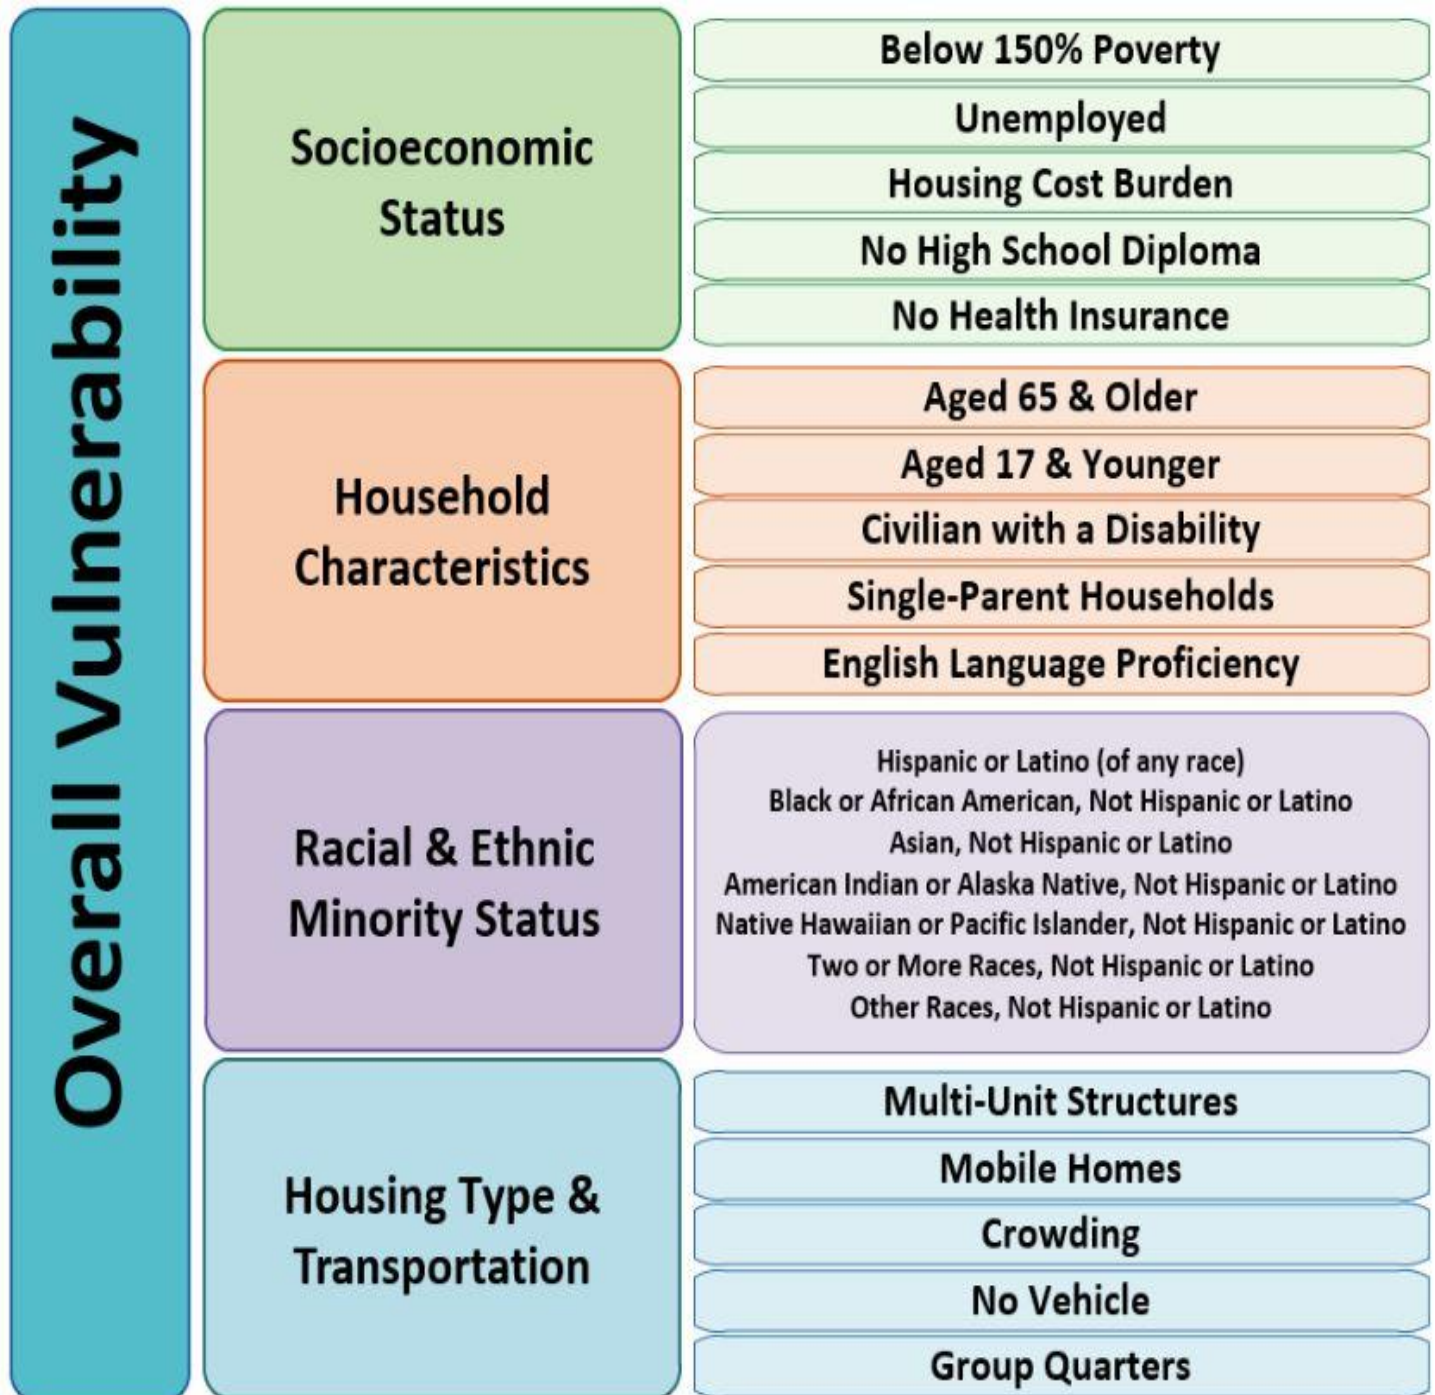 Overall Vulnerability
Socioeconomic
Status
Below 150% Poverty
Unemployed
Housing Cost Burden
No High School Diploma
No Health Insurance
Household
Characteristics
Aged 65 & Older
Aged 17 & Younger
Civilian with a Disability
Single-Parent Households
English Language Proficiency
Racial & Ethnic
Minority Status
Hispanic or Latino (of any race)
Black or African American, Not Hispanic or Latino
Asian, Not Hispanic or Latino
American Indian or Alaska Native, Not Hispanic or Latino
Native Hawaiian or Pacific Islander, Not Hispanic or Latino
Two or More Races, Not Hispanic or Latino
Other Races, Not Hispanic or Latino
Housing Type &
Transportation
Multi-Unit Structures
Mobile Homes
Crowding
No Vehicle
Group Quarters